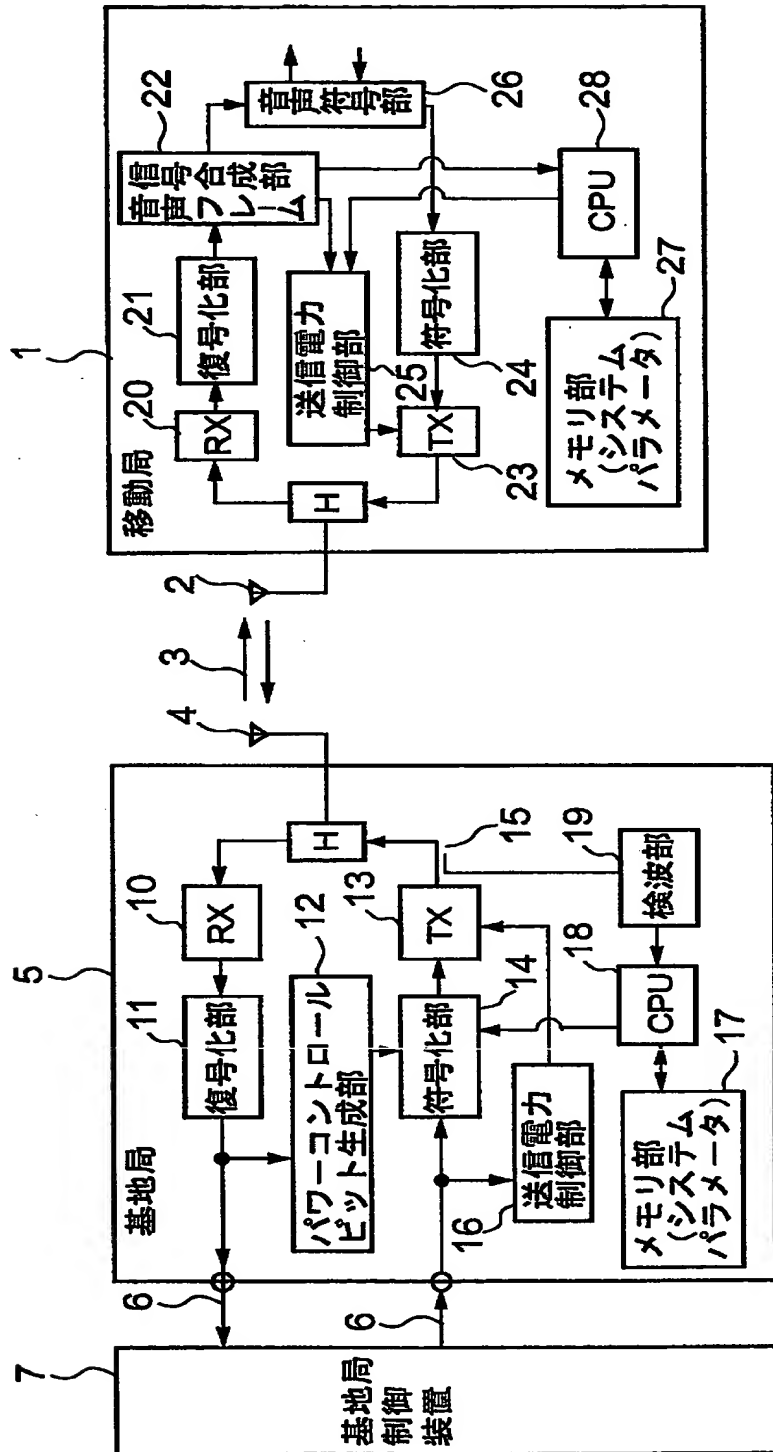 7
基地局
制御
装置
6
6
5
基地局
10
RX
11
復号化部
12
パワーコントロール
ビット生成部
H
13
TX
14
符号化部
15
16
送信電力
制御部
19
検波部
18
CPU
17
メモリ部
(システム
パラメータ)
4
3
2
1
移動局
H
20
RX
21
復号化部
22
信号合成部
音声フレーム
音声符号部
26
送信電力
制御部
25
符号化部
24
TX
23
28
CPU
27
メモリ部
(システム
パラメータ)